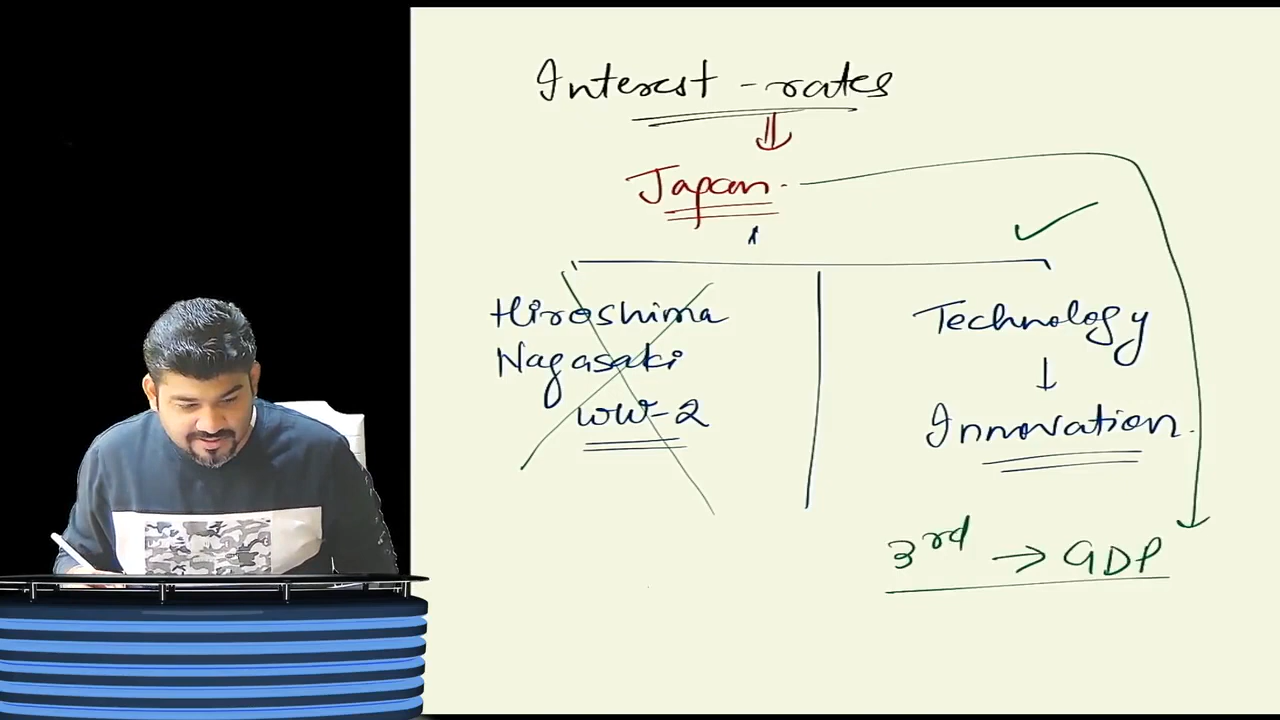 Interest - rates
Japan.
Hiroshima
Nagasaki
WW-2
Technology
Innovation.
3rd → GDP